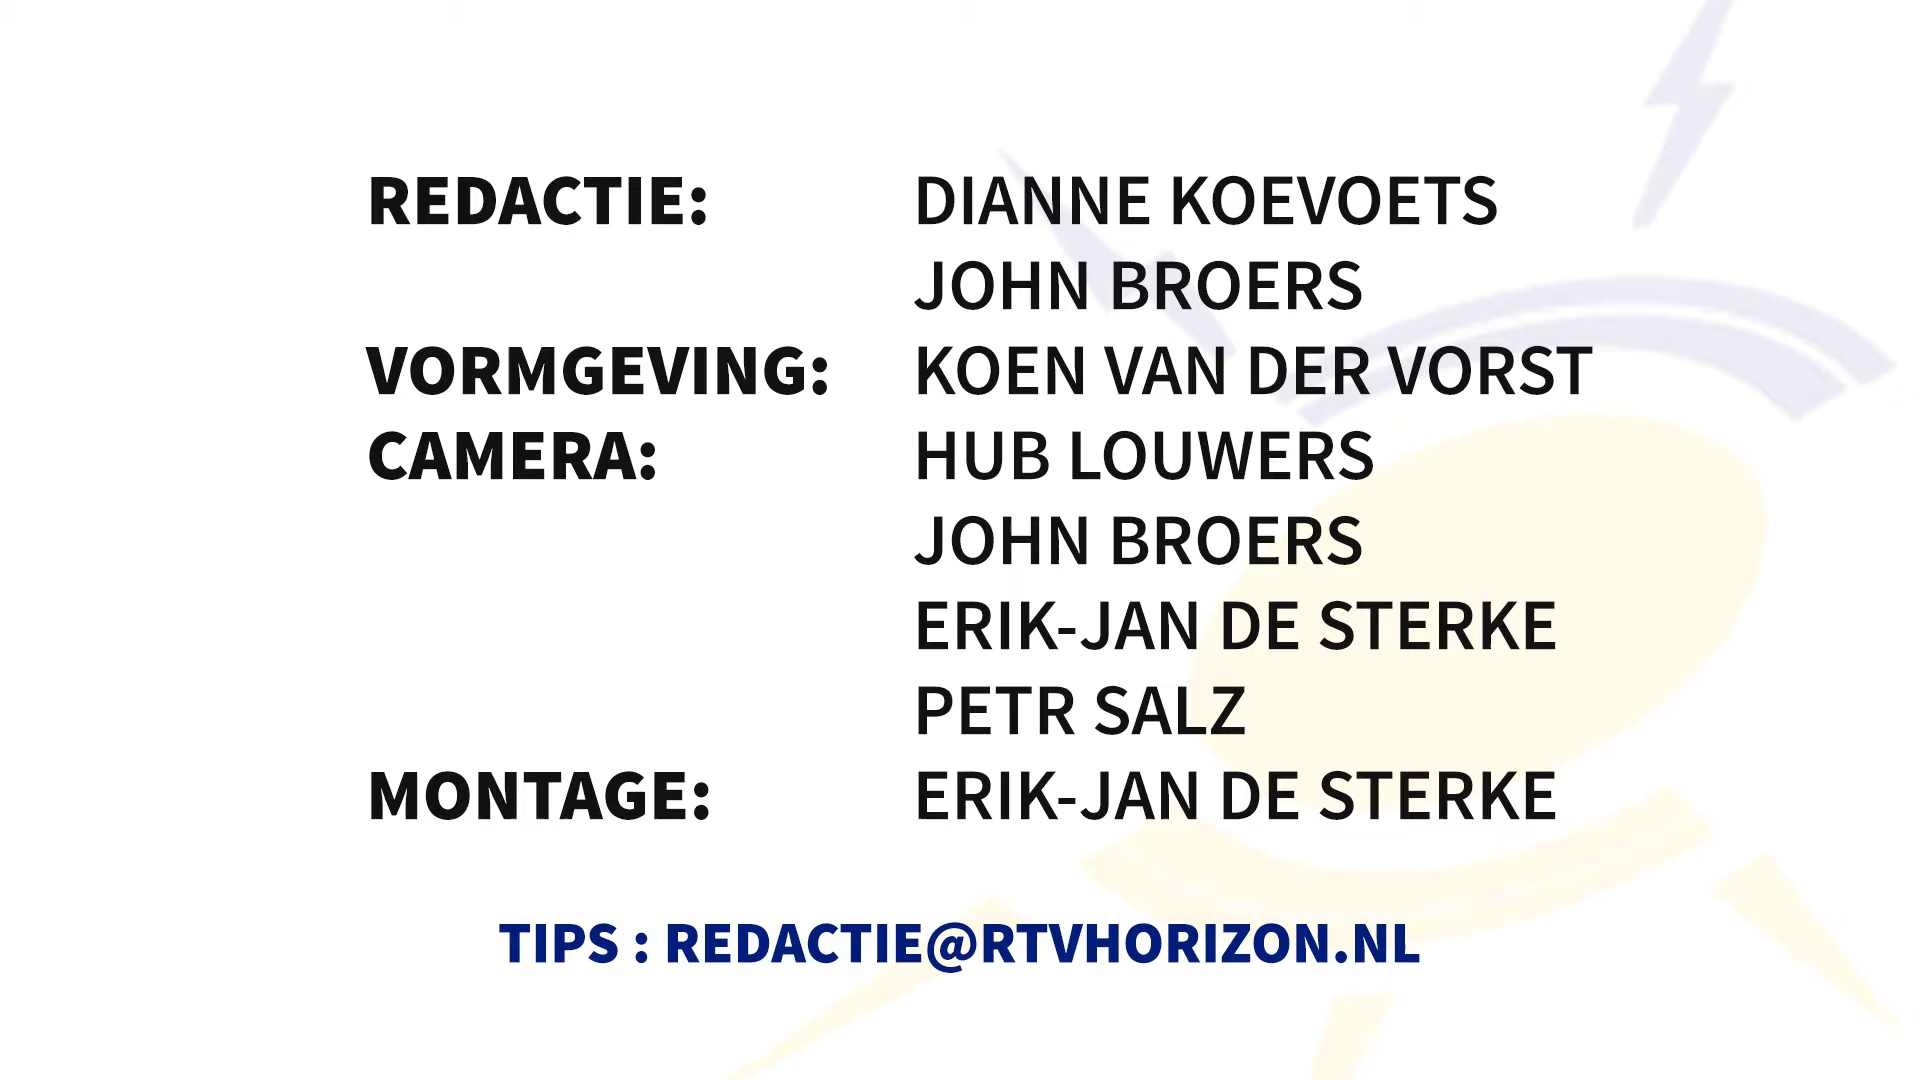 REDACTIE: DIANNE KOEVOETS
JOHN BROERS
VORMGEVING: KOEN VAN DER VORST
CAMERA: HUB LOUWERS
JOHN BROERS
ERIK-JAN DE STERKE
PETR SALZ
MONTAGE: ERIK-JAN DE STERKE
TIPS : REDACTIE@RTVHORIZON.NL